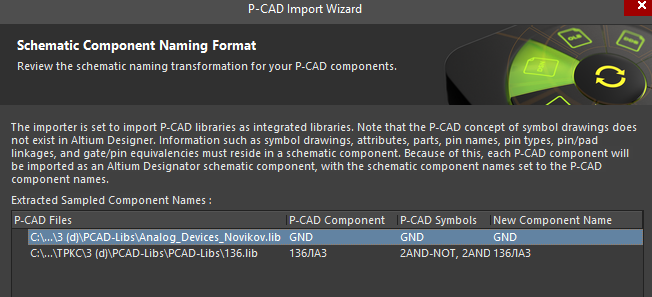 P-CAD Import Wizard
Schematic Component Naming Format
Review the schematic naming transformation for your P-CAD components.
The importer is set to import P-CAD libraries as integrated libraries. Note that the P-CAD concept of symbol drawings does
not exist in Altium Designer. Information such as symbol drawings, attributes, parts, pin names, pin types, pin/pad
linkages, and gate/pin equivalencies must reside in a schematic component. Because of this, each P-CAD component will
be imported as an Altium Designator schematic component, with the schematic component names set to the P-CAD
component names.
Extracted Sampled Component Names :
P-CAD Files P-CAD Component P-CAD Symbols New Component Name
C:\...\3 (d)\PCAD-Libs\Analog_Devices_Novikov.lib GND GND GND
C:\...\ТРКС\3 (d)\PCAD-Libs\PCAD-Libs\136.lib 136ЛА3 2AND-NOT, 2AND 136ЛА3